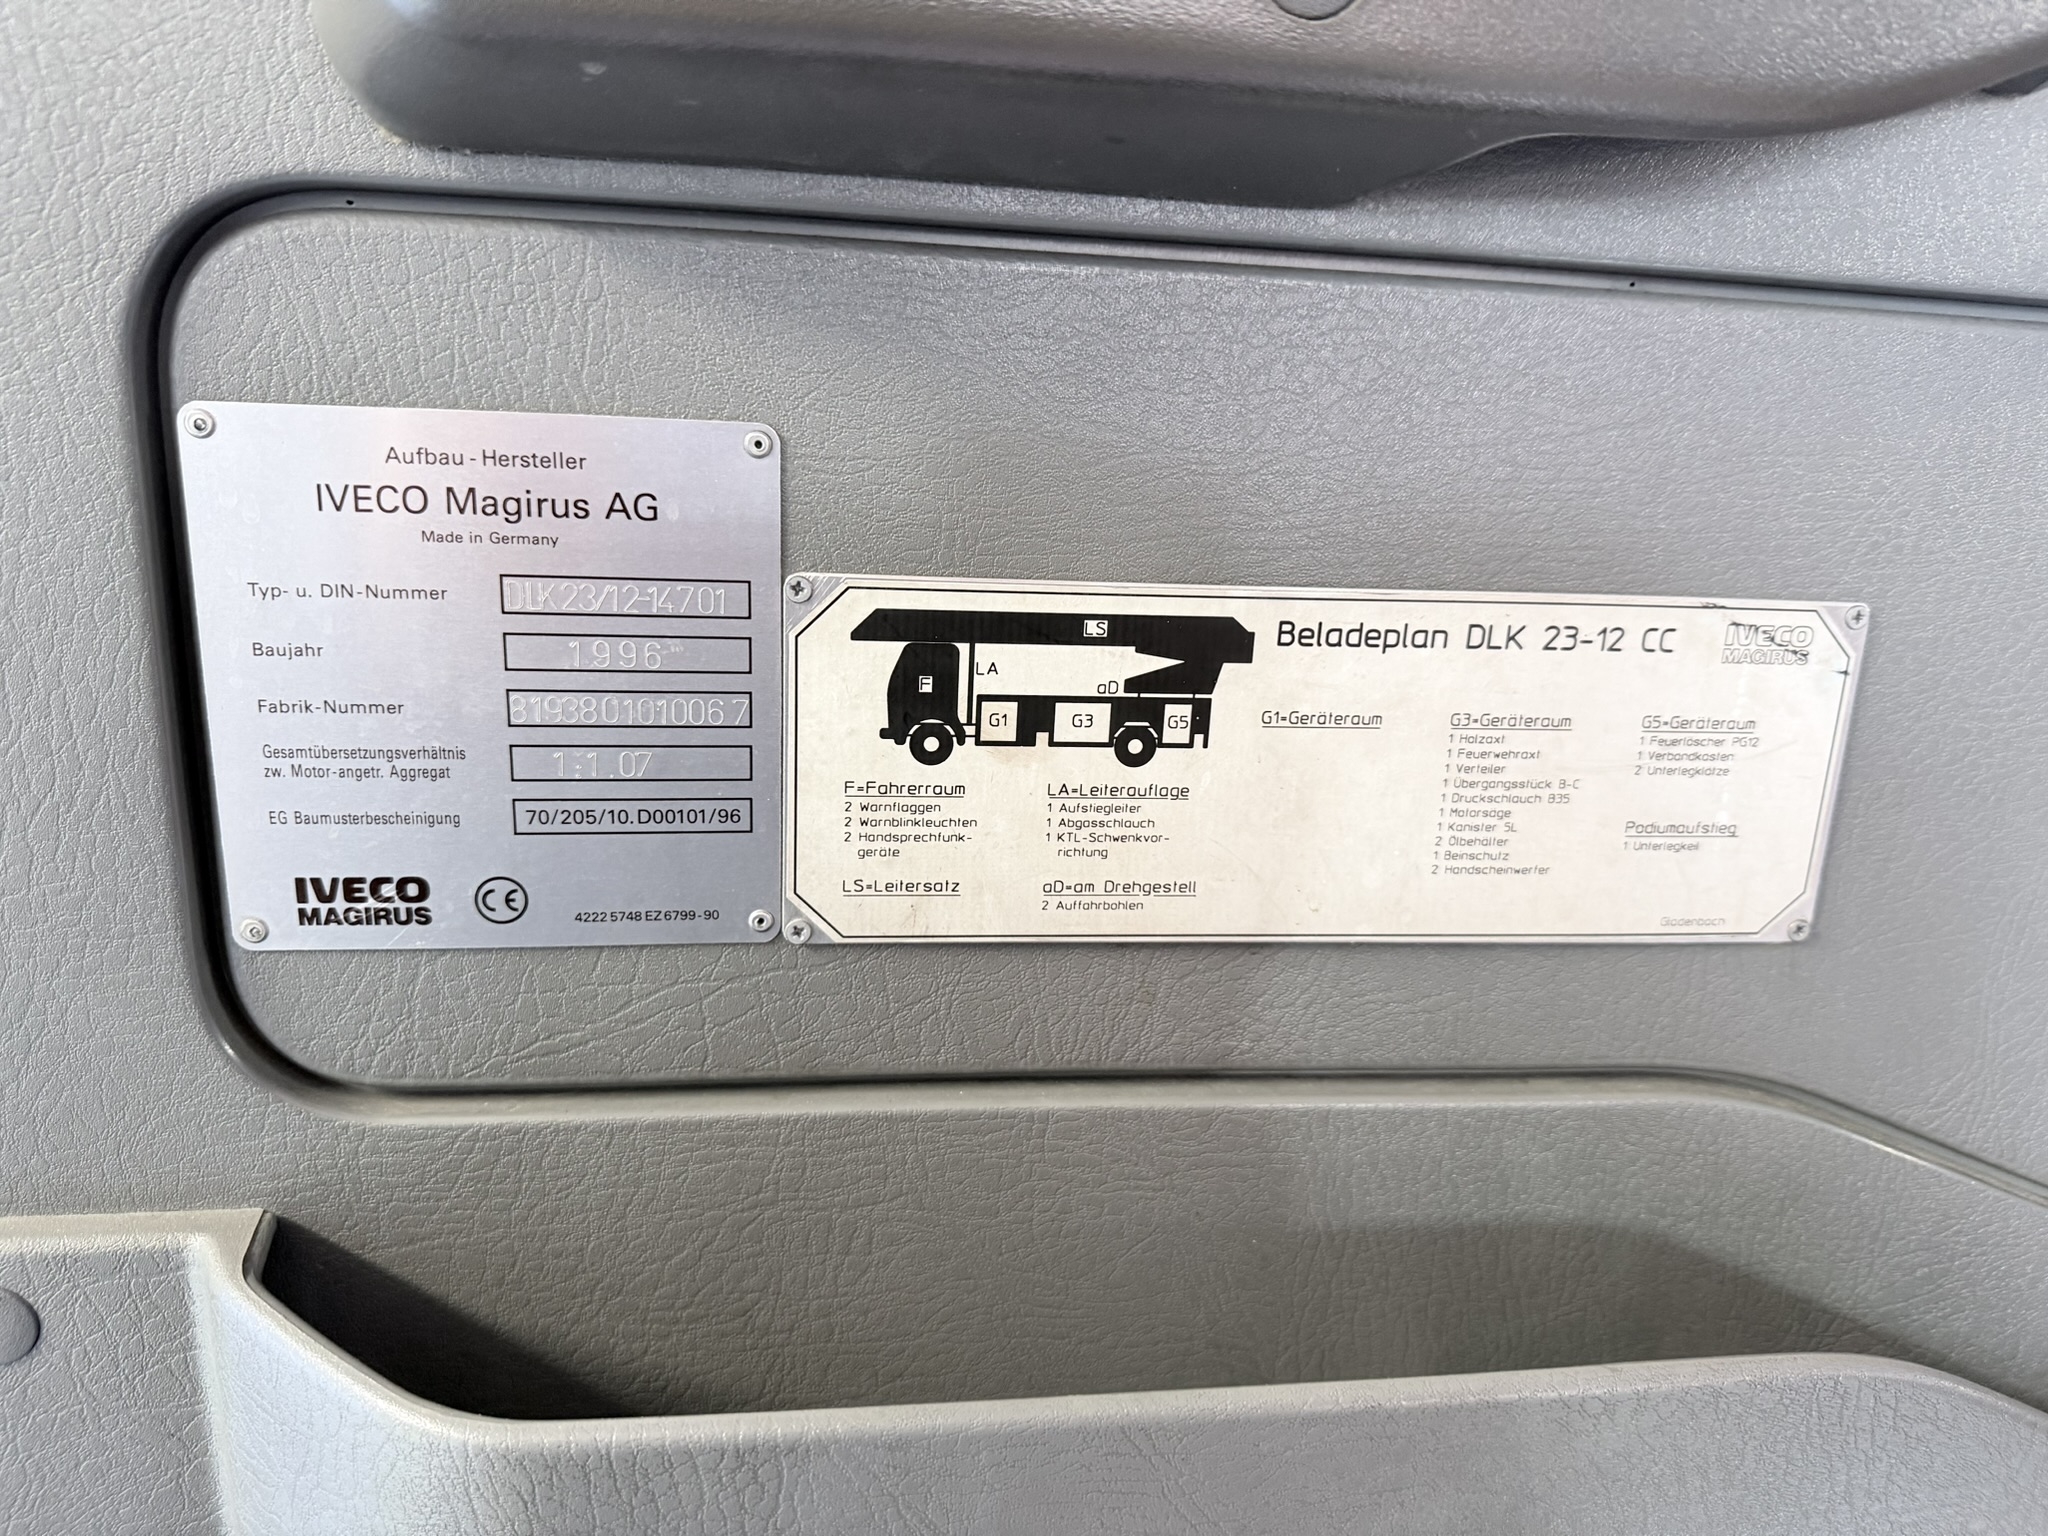 Aufbau-Hersteller
IVECO Magirus AG
Made in Germany
Typ- u. DIN-Nummer DLK23/12-14701
Baujahr 1996
Fabrik-Nummer 8193801010067
Gesamtübersetzungsverhältnis
zw. Motor-angetr. Aggregat 1:1.07
EG Baumusterbescheinigung 70/205/10.D00101/96
IVECO
MAGIRUS
CE
4222 5748 EZ 6799-90
LS
LA
F
aD
G1
G3
G5
Beladeplan DLK 23-12 CC
IVECO
MAGIRUS
F=Fahrerraum
2 Warnflaggen
2 Warnblinkleuchten
2 Handsprechfunk-
geräte
LS=Leitersatz
LA=Leiterauflage
1 Aufstiegleiter
1 Abgasschlauch
1 KTL-Schwenkvor-
richtung
aD=am Drehgestell
2 Auffahrbohlen
G1=Geräteraum
G3=Geräteraum
1 Holzaxt
1 Feuerwehraxt
1 Verteiler
1 Übergangsstück B-C
1 Druckschlauch B35
1 Motorsäge
1 Kanister 5L
2 Ölbehälter
1 Beinschutz
2 Handscheinwerfer
G5=Geräteraum
1 Feuerlöscher PG12
1 Verbandkasten
2 Unterlegklötze
Podiumaufstieg
1 Unterlegkeil
Gladenbach